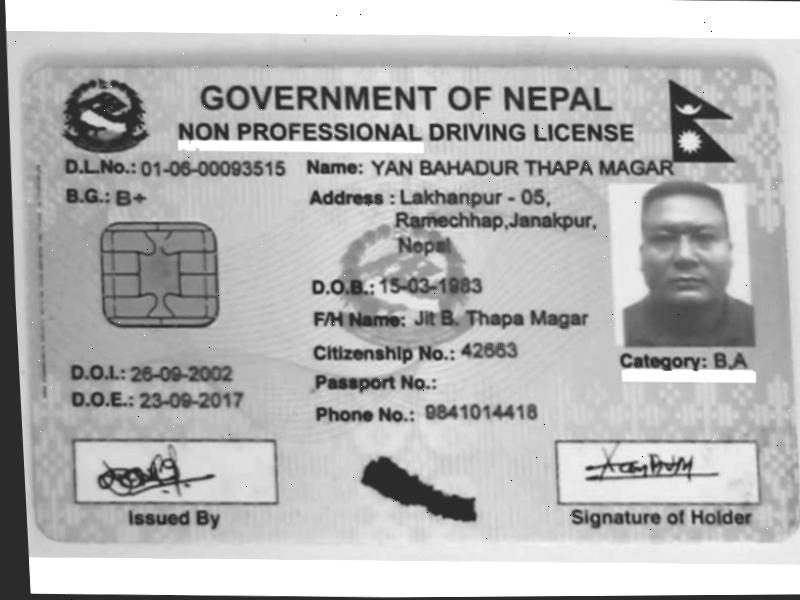 GOVERNMENT OF NEPAL
NON PROFESSIONAL DRIVING LICENSE
D.L.No.: 01-06-00093515
B.G.: B+
Name: YAN BAHADUR THAPA MAGAR
Address : Lakhanpur - 05,
Ramechhap,Janakpur,
Nepal
D.O.B.: 15-03-1983
F/H Name: Jit B. Thapa Magar
Citizenship No.: 42663
Passport No.:
Phone No.: 9841014418
D.O.I.: 26-09-2002
D.O.E.: 23-09-2017
Category: B,A
Issued By
Signature of Holder